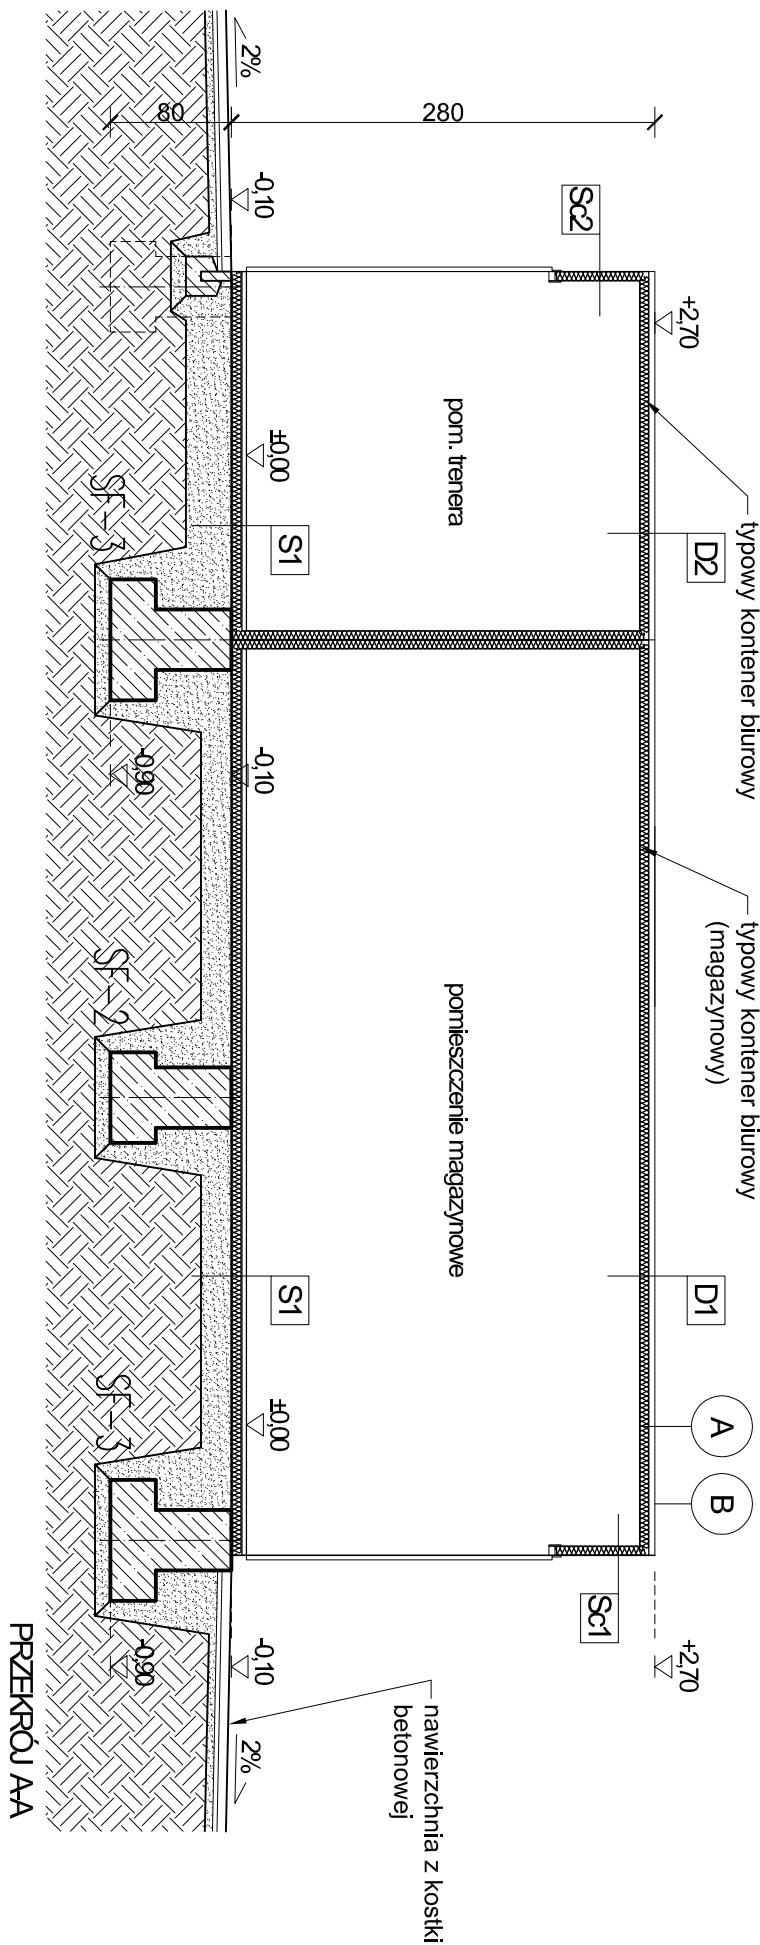 typowy kontener biurowy
typowy kontener biurowy
(magazynowy)
D2
D1
A
B
+2,70
+2,70
Sc2
Sc1
280
pom. trenera
pomieszczenie magazynowe
nawierzchnia z kostki
betonowej
±0,00
±0,00
S1
S1
2%
-0,10
-0,10
-0,10
2%
80
-0,90
-0,90
SF-3
SF-2
SF-3
PRZEKRÓJ A-A